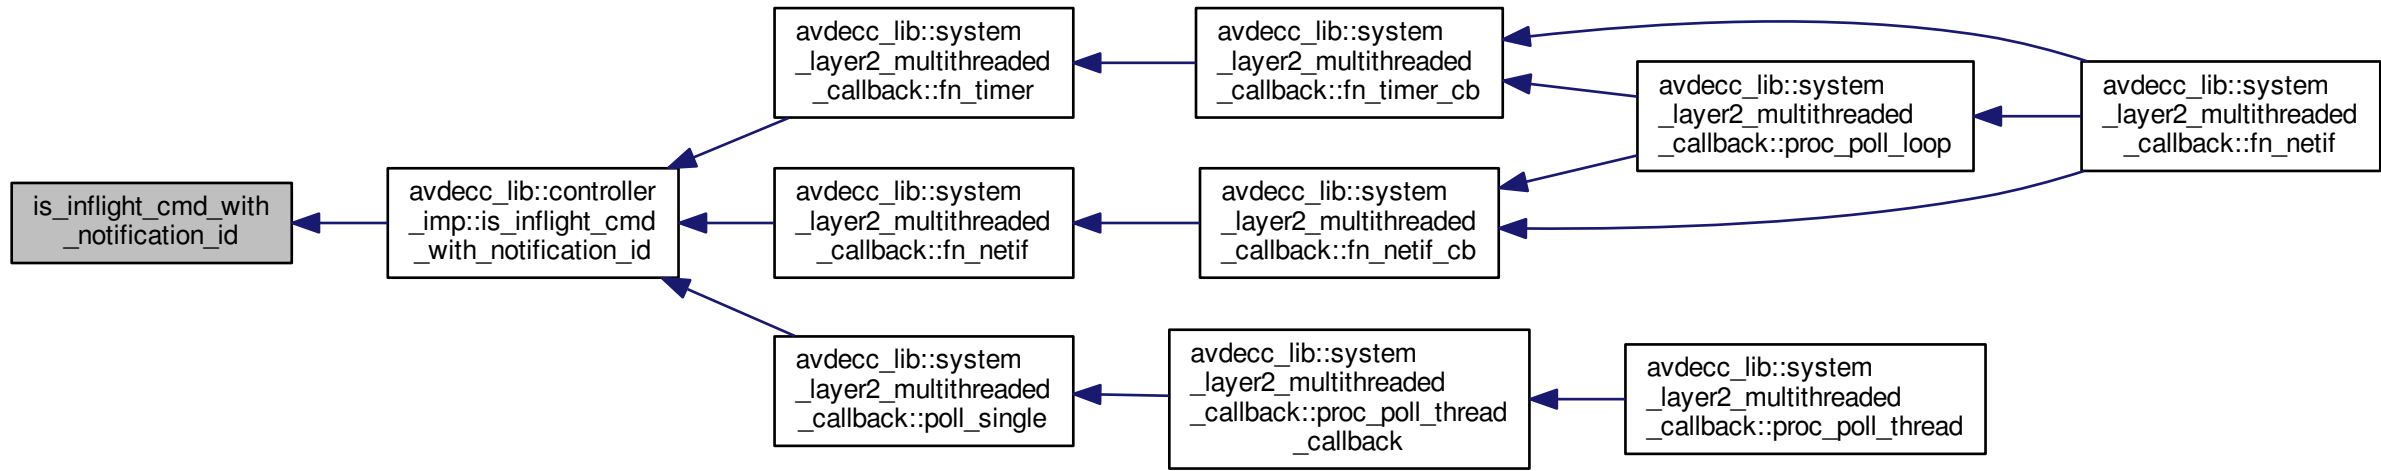 is_inflight_cmd_with
_notification_id
avdecc_lib::controller
_imp::is_inflight_cmd
_with_notification_id
avdecc_lib::system
_layer2_multithreaded
_callback::fn_timer
avdecc_lib::system
_layer2_multithreaded
_callback::fn_timer_cb
avdecc_lib::system
_layer2_multithreaded
_callback::proc_poll_loop
avdecc_lib::system
_layer2_multithreaded
_callback::fn_netif
avdecc_lib::system
_layer2_multithreaded
_callback::fn_netif
avdecc_lib::system
_layer2_multithreaded
_callback::fn_netif_cb
avdecc_lib::system
_layer2_multithreaded
_callback::poll_single
avdecc_lib::system
_layer2_multithreaded
_callback::proc_poll_thread
_callback
avdecc_lib::system
_layer2_multithreaded
_callback::proc_poll_thread